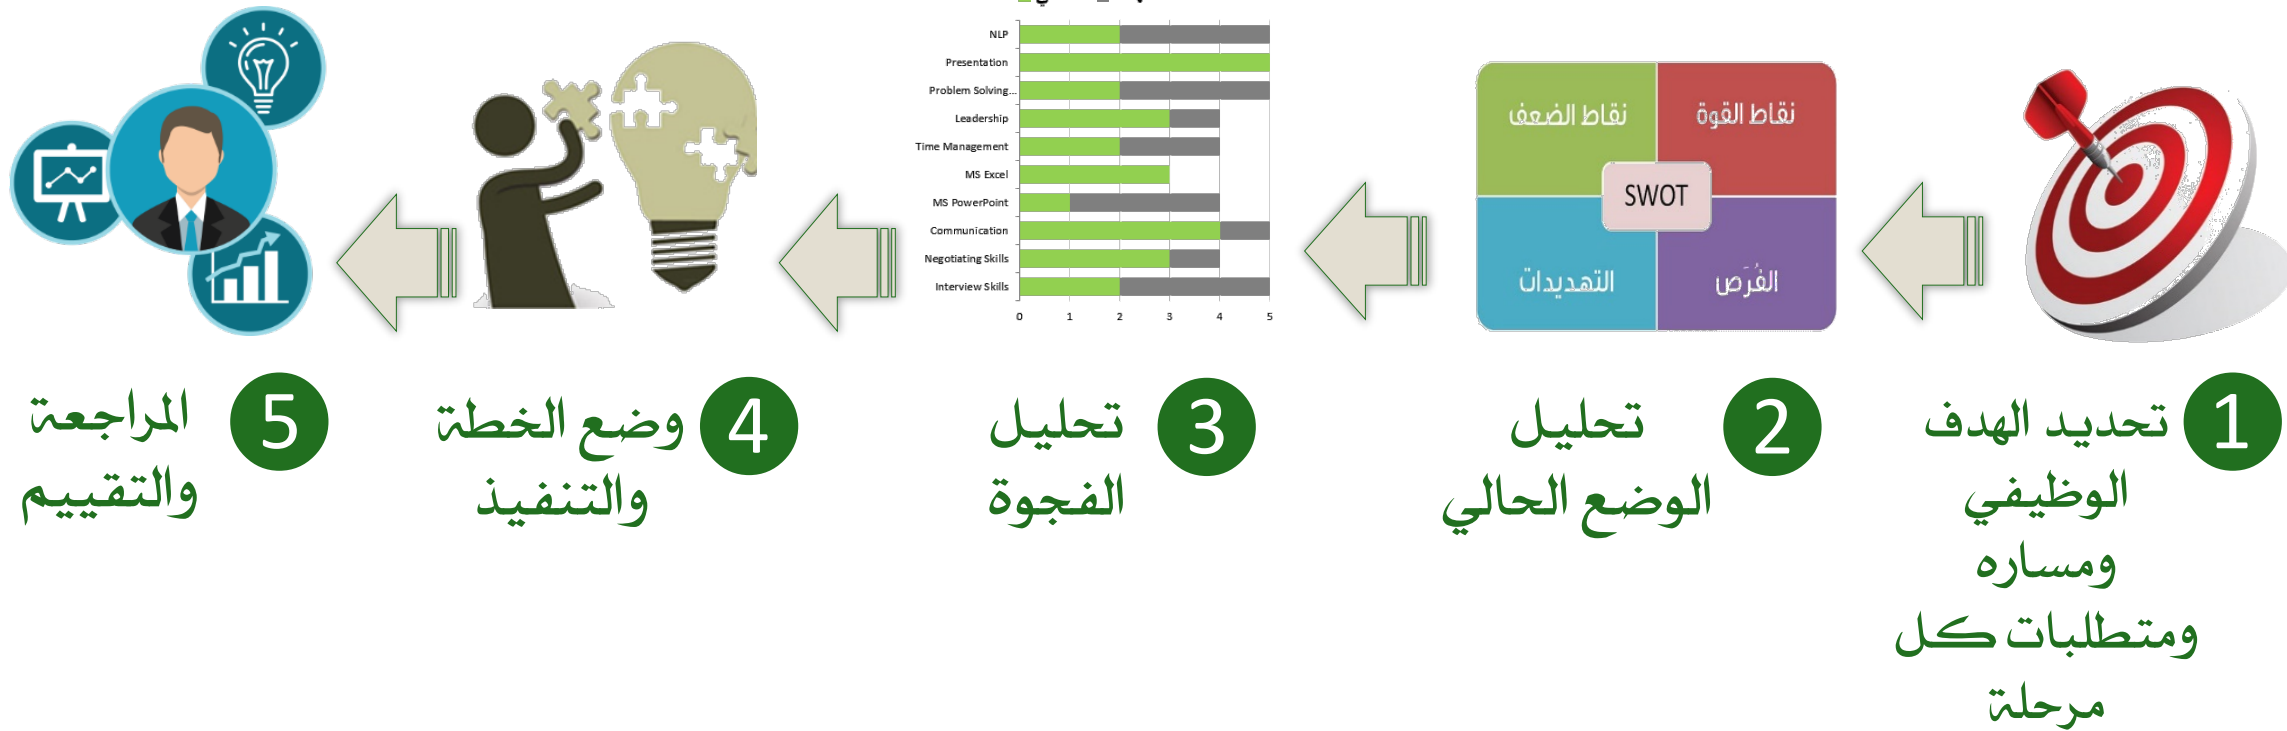 1
تحديد الهدف
الوظيفي
ومساره
ومتطلبات كل
مرحلة
نقاط القوة
نقاط الضعف
SWOT
الفُرَص
التهديدات
2
تحليل
الوضع الحالي
NLP
Presentation
Problem Solving...
Leadership
Time Management
MS Excel
MS PowerPoint
Communication
Negotiating Skills
Interview Skills
0 1 2 3 4 5
3
تحليل
الفجوة
4
وضع الخطة
والتنفيذ
5
المراجعة
والتقييم